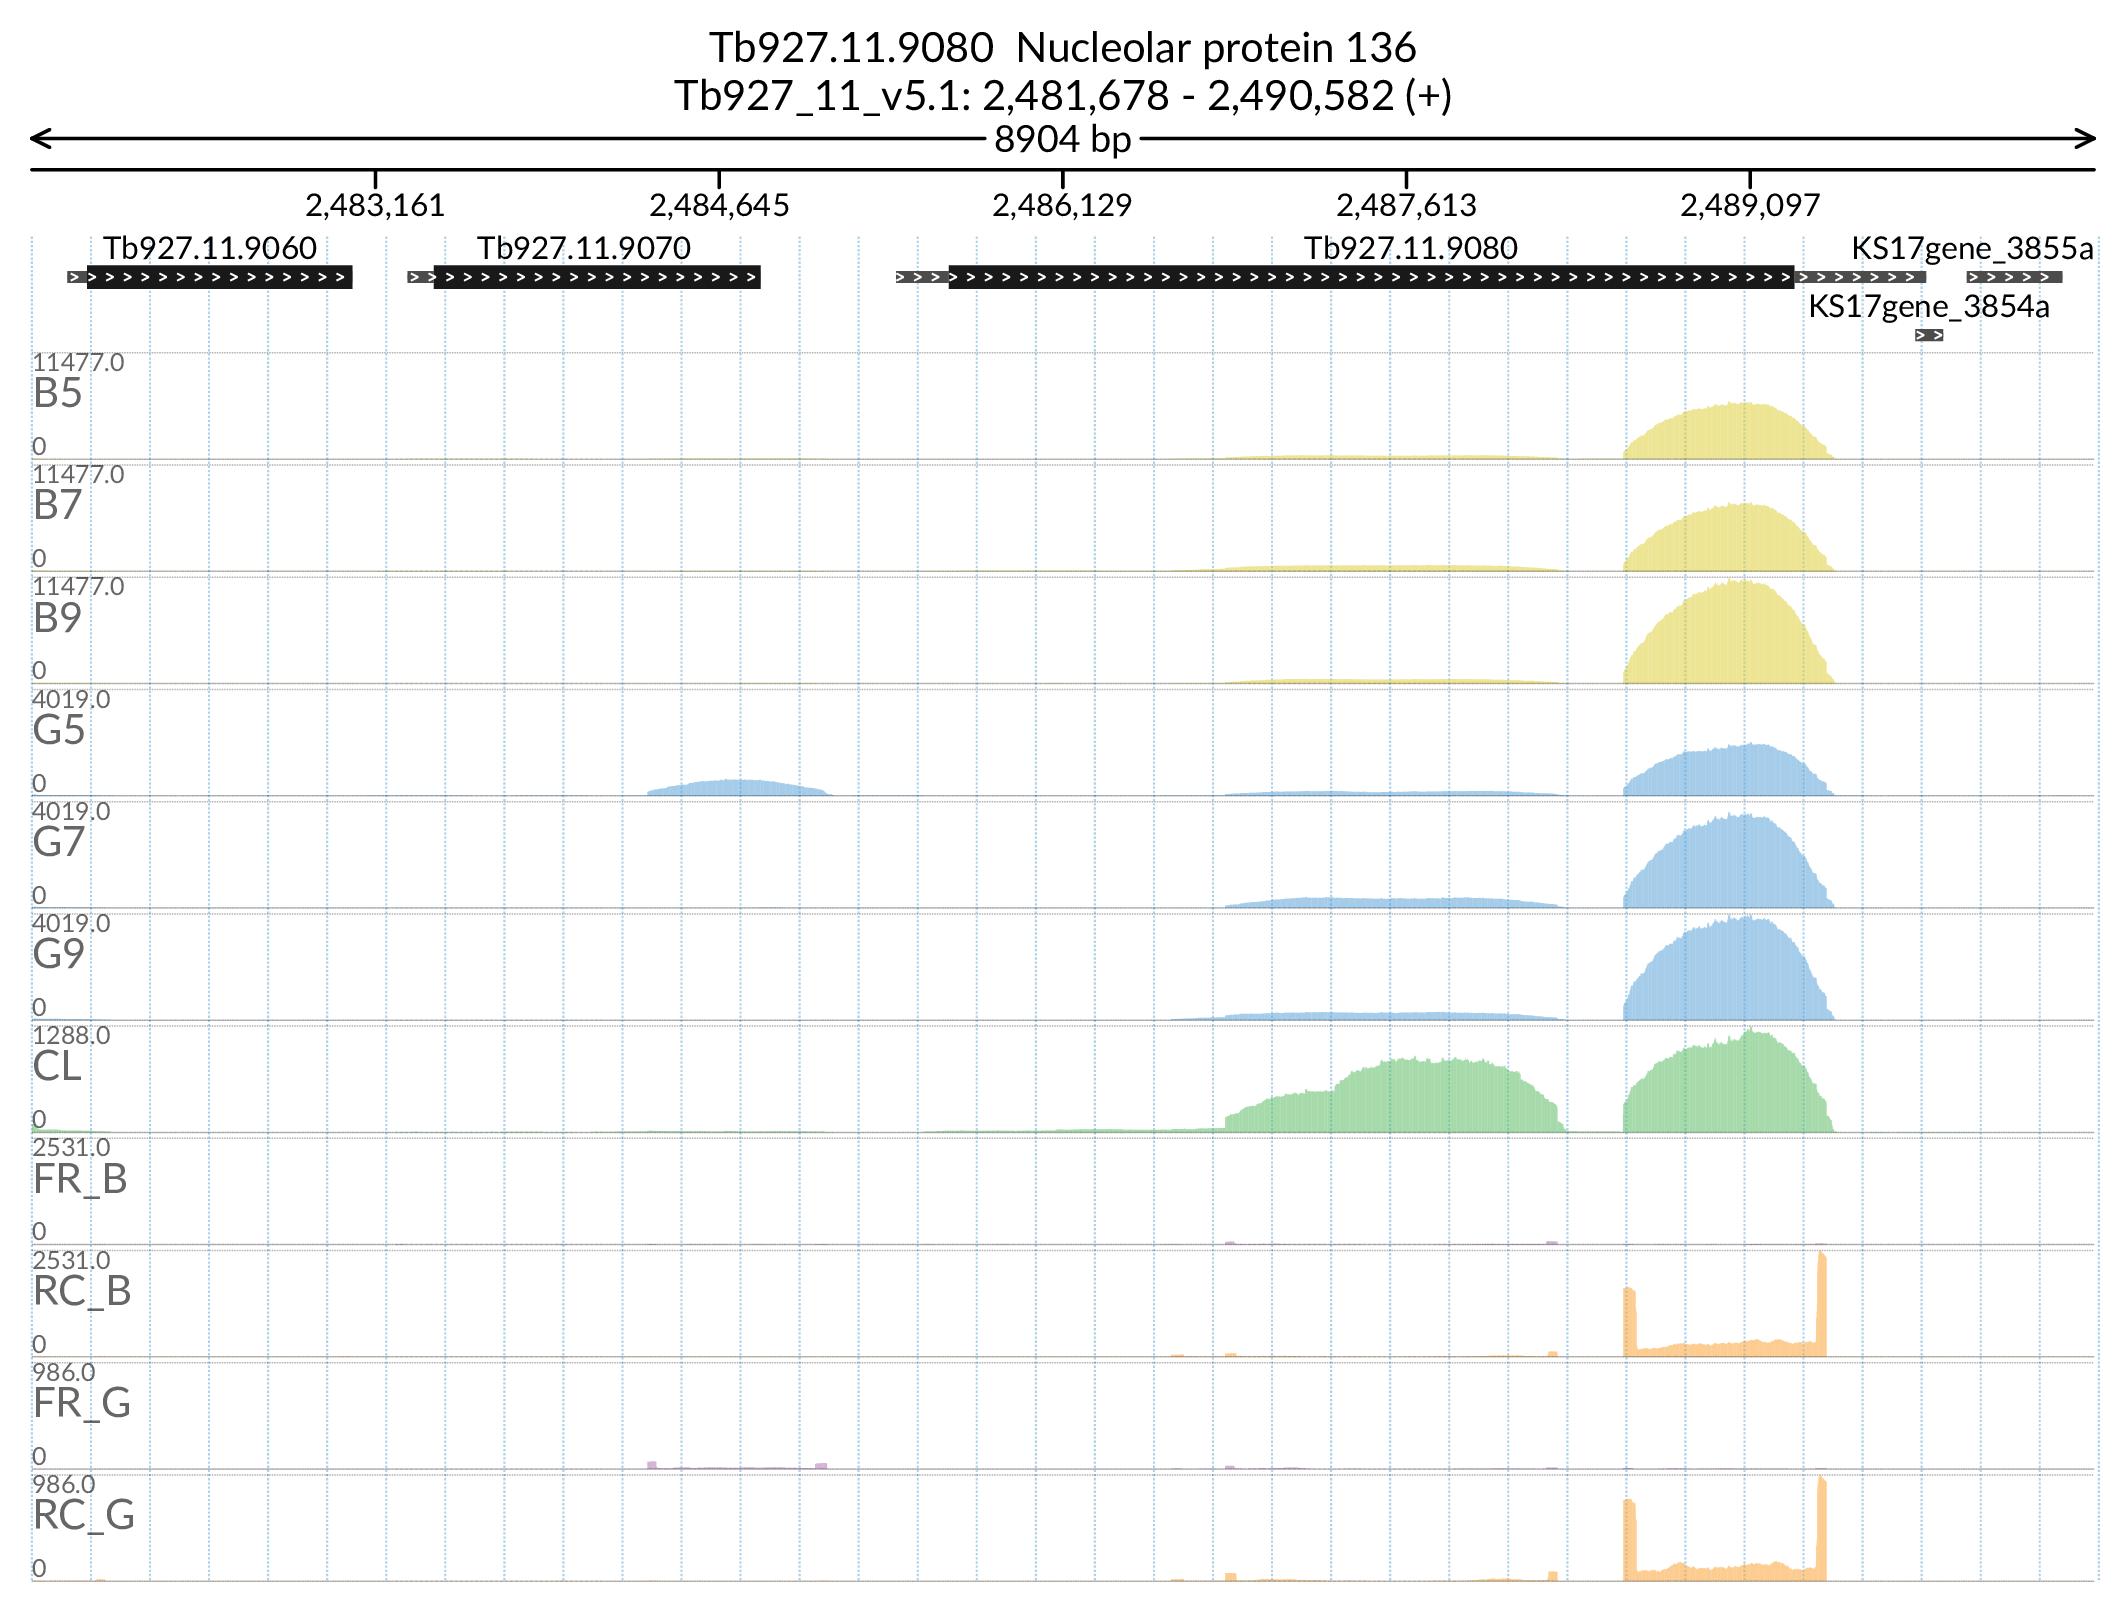 Tb927.11.9080  Nucleolar protein 136
Tb927_11_v5.1: 2,481,678 - 2,490,582 (+)
8904 bp
2,483,161 2,484,645 2,486,129 2,487,613 2,489,097
Tb927.11.9060 Tb927.11.9070 Tb927.11.9080 KS17gene_3855a
KS17gene_3854a
11477.0
B5
0
11477.0
B7
0
11477.0
B9
0
4019.0
G5
0
4019.0
G7
0
4019.0
G9
0
1288.0
CL
0
2531.0
FR_B
0
2531.0
RC_B
0
986.0
FR_G
0
986.0
RC_G
0